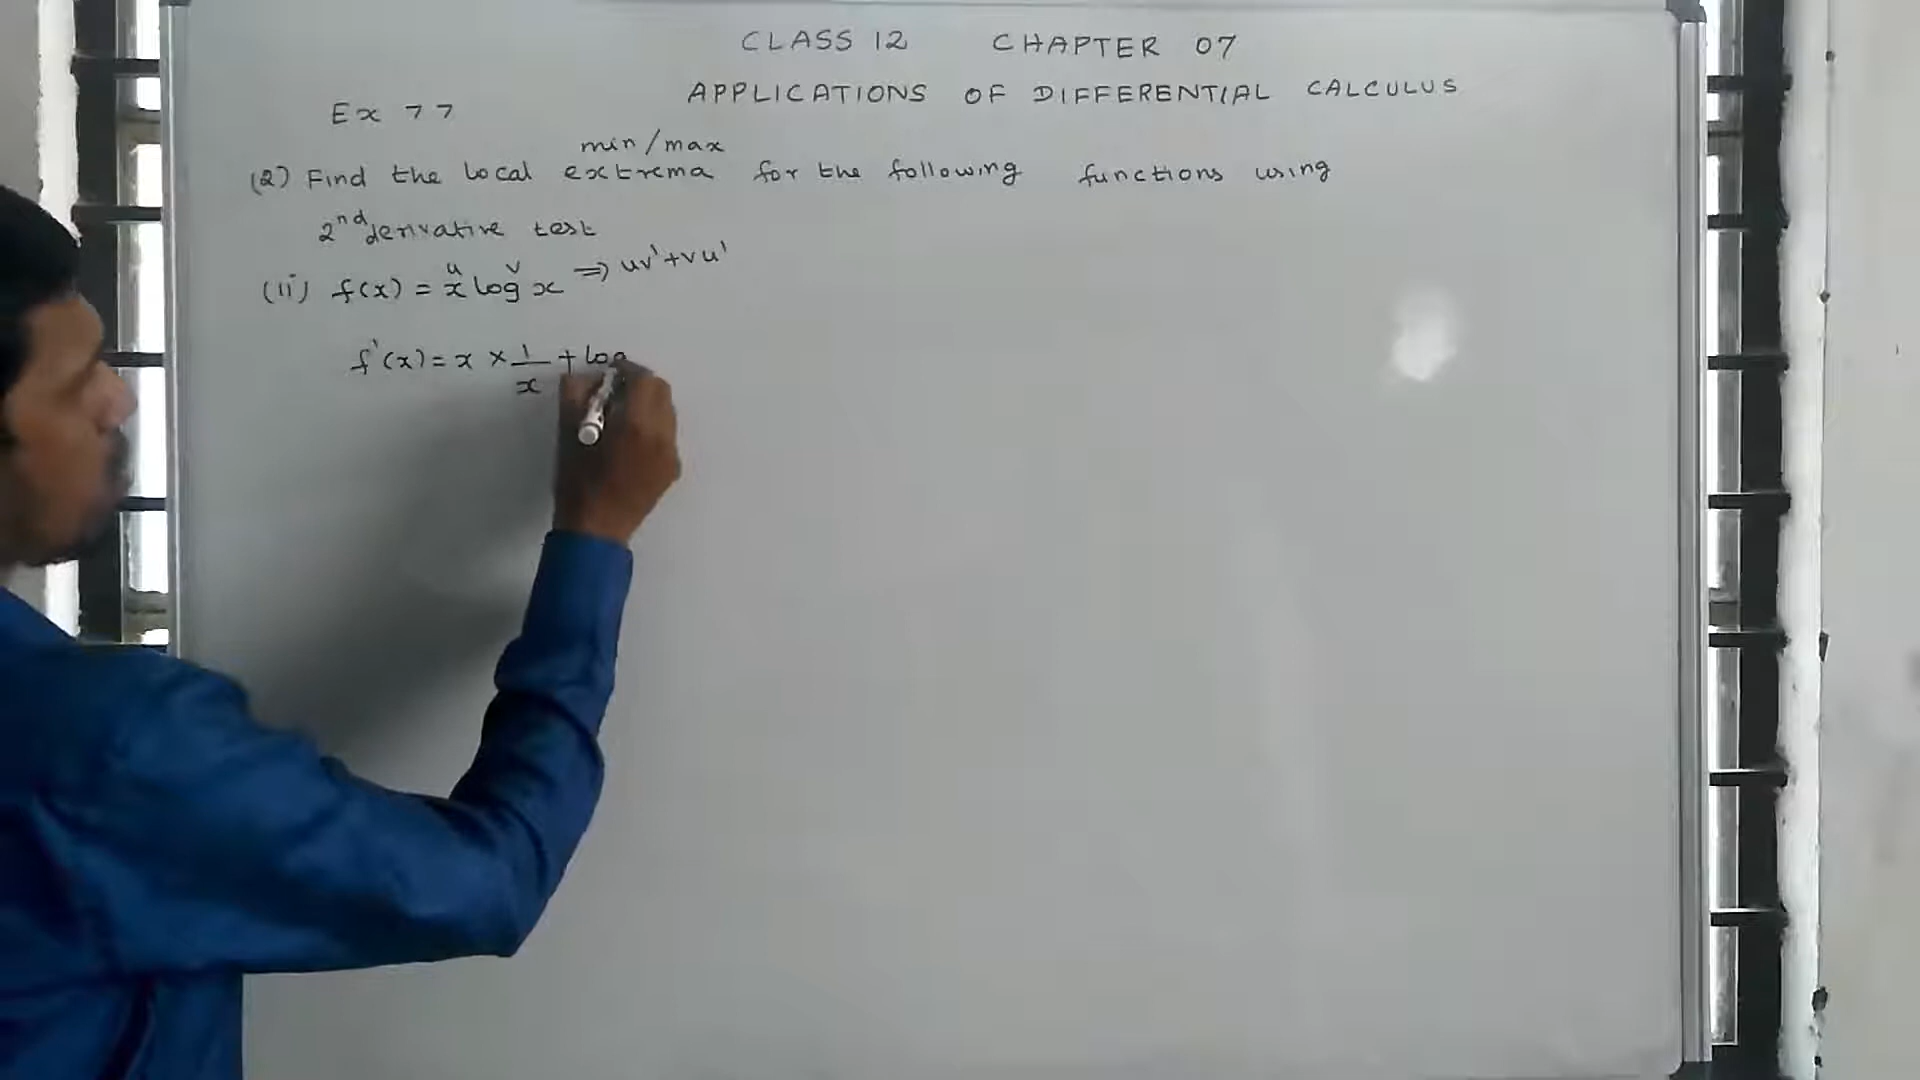 CLASS 12 CHAPTER 07
APPLICATIONS OF DIFFERENTIAL CALCULUS
Ex 7 7
min/max
(2) Find the local extrema for the following functions using
2nd derivative test
u v
(ii) f(x) = x log x ⇒ uv' + vu'
f'(x) = x × 1/x + log